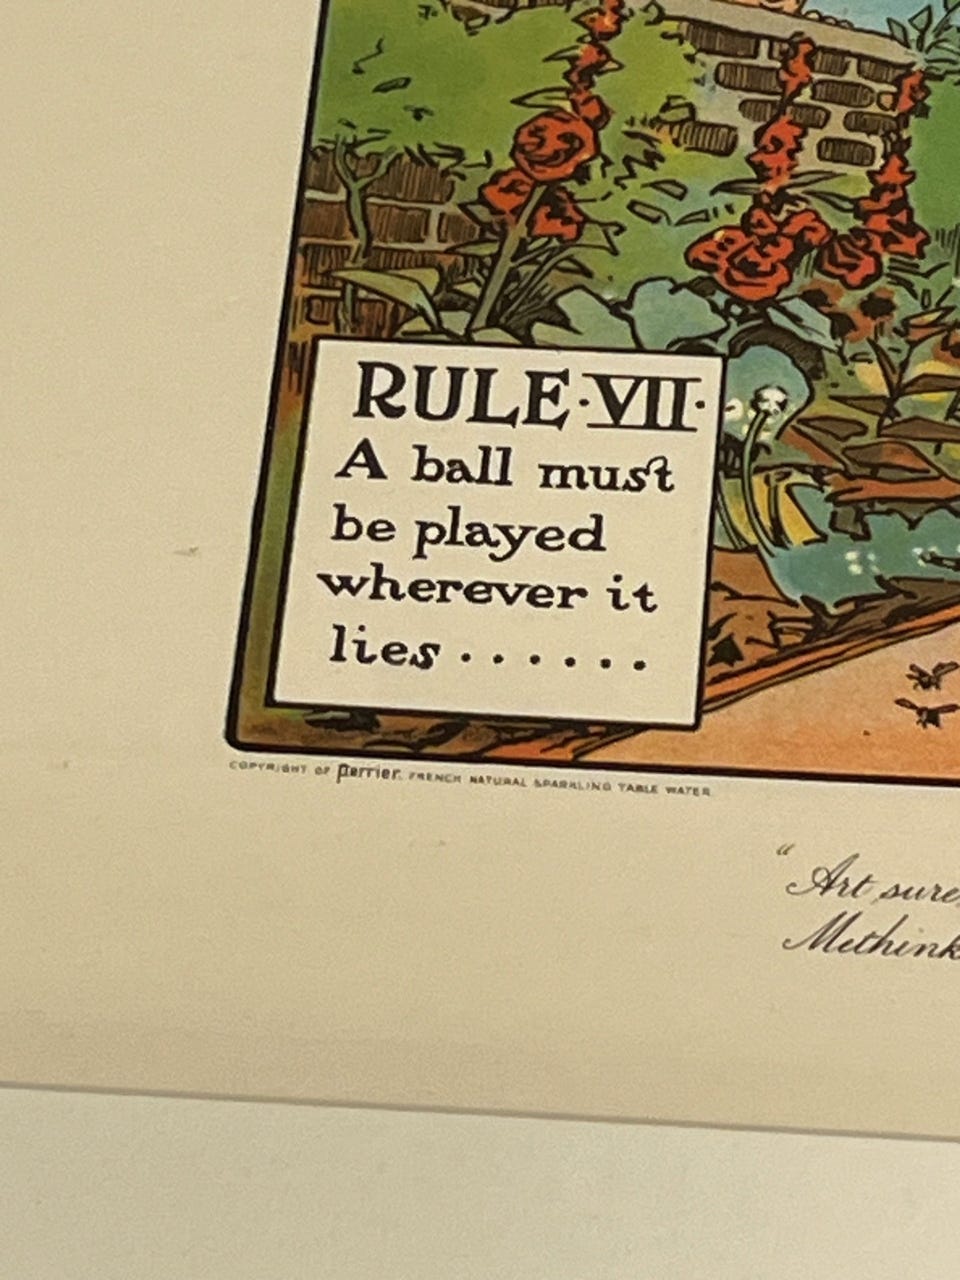 RULE·VII·
A ball must
be played
wherever it
lies . . . . . .
COPYRIGHT OF Perrier. FRENCH NATURAL SPARKLING TABLE WATER
" Art sure
Methink